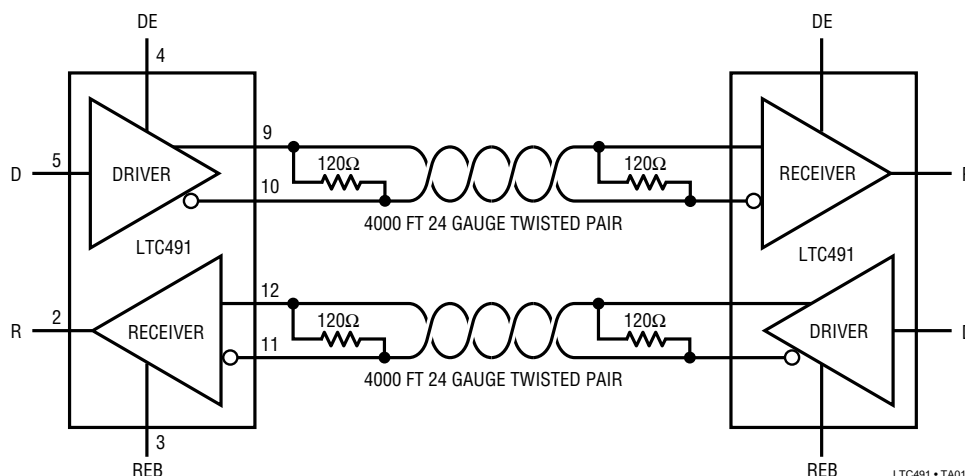 DE
DE
4
9
5
D
DRIVER
120Ω
120Ω
RECEIVER
10
4000 FT 24 GAUGE TWISTED PAIR
LTC491
LTC491
12
R
2
RECEIVER
120Ω
120Ω
DRIVER
11
4000 FT 24 GAUGE TWISTED PAIR
3
REB
REB
LTC491 • TA01